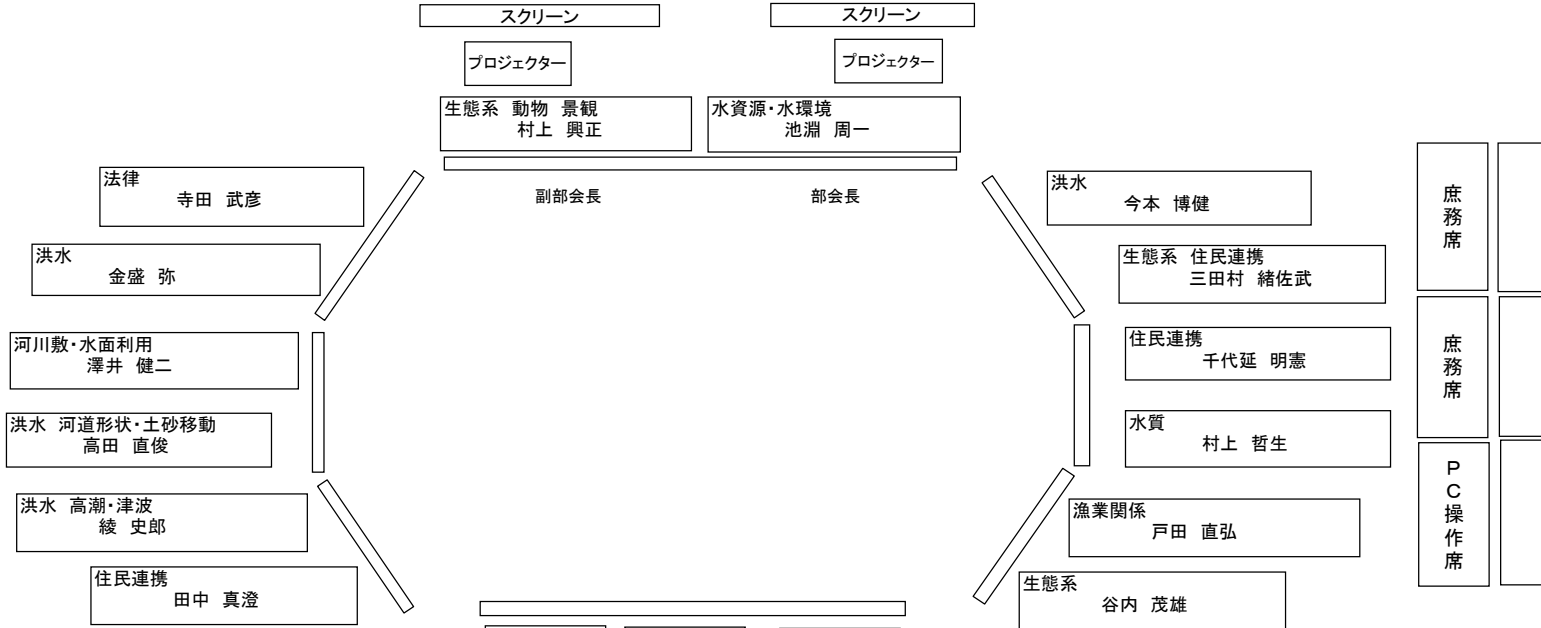 スクリーン
スクリーン
プロジェクター
プロジェクター
生態系 動物 景観
村上 興正
水資源・水環境
池淵 周一
副部会長
部会長
法律
寺田 武彦
洪水
金盛 弥
河川敷・水面利用
澤井 健二
洪水 河道形状・土砂移動
高田 直俊
洪水 高潮・津波
綾 史郎
住民連携
田中 真澄
洪水
今本 博健
生態系 住民連携
三田村 緒佐武
住民連携
千代延 明憲
水質
村上 哲生
漁業関係
戸田 直弘
生態系
谷内 茂雄
庶務席
庶務席
PC操作席